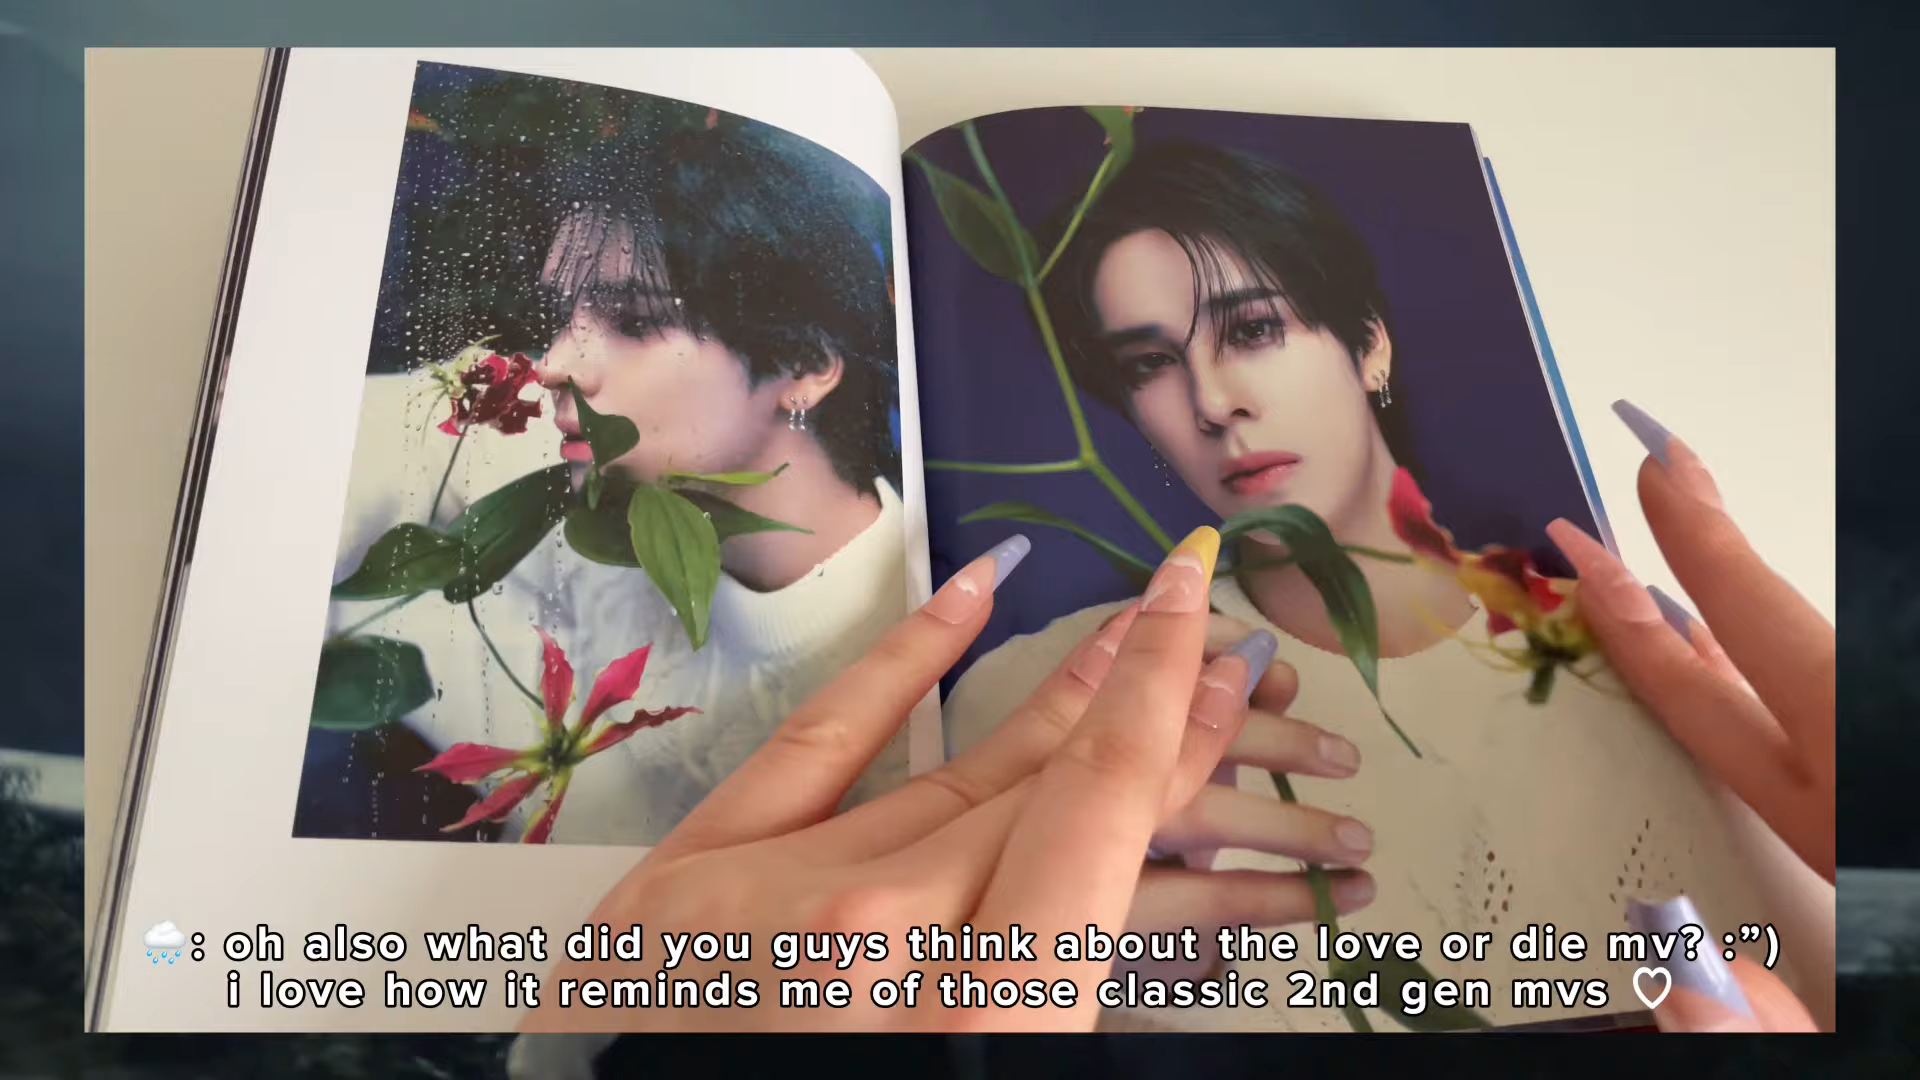 🌧️: oh also what did you guys think about the love or die mv? :”)
i love how it reminds me of those classic 2nd gen mvs ♡